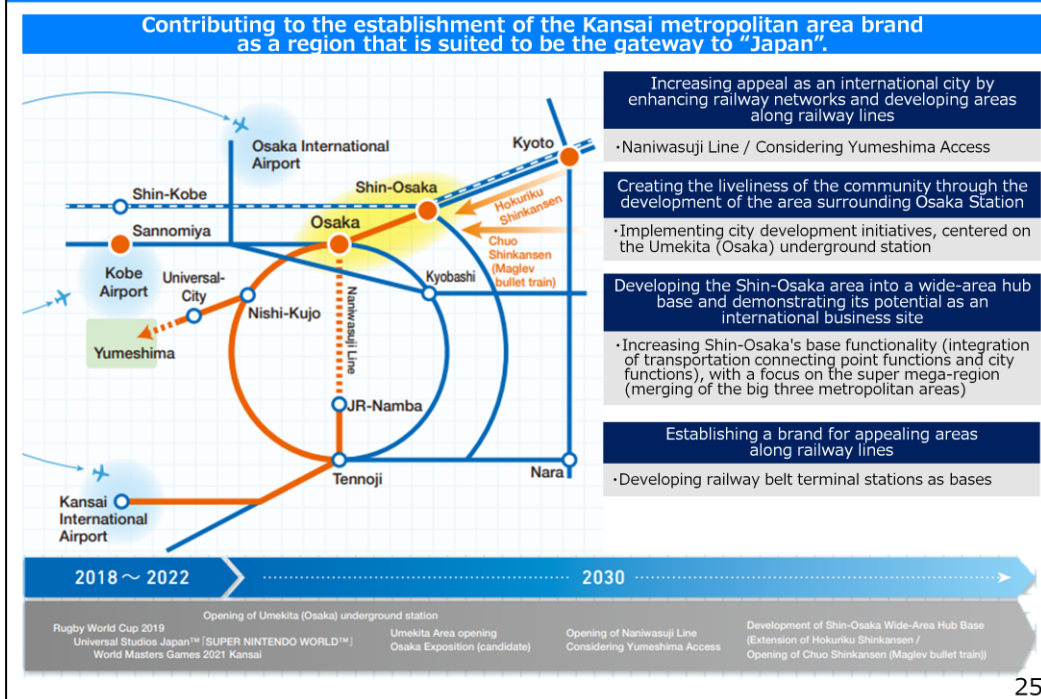 Contributing to the establishment of the Kansai metropolitan area brand
as a region that is suited to be the gateway to “Japan”.
Osaka International
Airport
Kyoto
Shin-Kobe
Shin-Osaka
Hokuriku
Shinkansen
Sannomiya
Osaka
Chuo
Shinkansen
(Maglev
bullet train)
Kobe
Airport
Universal-
City
Kyobashi
Nishi-Kujo
Naniwasuji Line
Yumeshima
JR-Namba
Tennoji
Nara
Kansai
International
Airport
Increasing appeal as an international city by
enhancing railway networks and developing areas
along railway lines
・Naniwasuji Line / Considering Yumeshima Access
Creating the liveliness of the community through the
development of the area surrounding Osaka Station
・Implementing city development initiatives, centered on
the Umekita (Osaka) underground station
Developing the Shin-Osaka area into a wide-area hub
base and demonstrating its potential as an
international business site
・Increasing Shin-Osaka's base functionality (integration
of transportation connecting point functions and city
functions), with a focus on the super mega-region
(merging of the big three metropolitan areas)
Establishing a brand for appealing areas
along railway lines
・Developing railway belt terminal stations as bases
2018～2022
2030
Opening of Umekita (Osaka) underground station
Rugby World Cup 2019
Universal Studios Japan™ [SUPER NINTENDO WORLD™]
World Masters Games 2021 Kansai
Umekita Area opening
Osaka Exposition (candidate)
Opening of Naniwasuji Line
Considering Yumeshima Access
Development of Shin-Osaka Wide-Area Hub Base
(Extension of Hokuriku Shinkansen /
Opening of Chuo Shinkansen (Maglev bullet train))
25